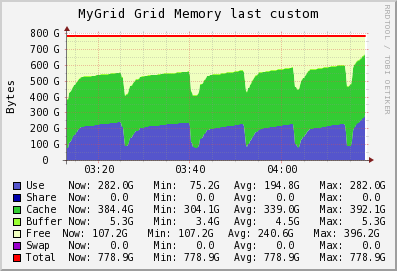 MyGrid Grid Memory last custom
RRDTOOL / TOBI OETIKER
Bytes
800 G
700 G
600 G
500 G
400 G
300 G
200 G
100 G
0
03:20 03:40 04:00
Use Now: 282.0G Min: 75.2G Avg: 194.8G Max: 282.0G
Share Now: 0.0 Min: 0.0 Avg: 0.0 Max: 0.0
Cache Now: 384.4G Min: 304.1G Avg: 339.0G Max: 392.1G
Buffer Now: 5.3G Min: 3.4G Avg: 4.5G Max: 5.3G
Free Now: 107.2G Min: 107.2G Avg: 240.6G Max: 396.2G
Swap Now: 0.0 Min: 0.0 Avg: 0.0 Max: 0.0
Total Now: 778.9G Min: 778.9G Avg: 778.9G Max: 778.9G